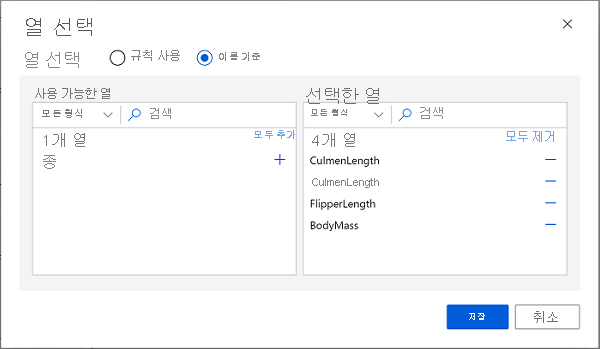 열 선택
열 선택 규칙 사용 이름 기준
사용 가능한 열
모든 형식 검색
1개 열 모두 추가
종
선택한 열
모든 형식 검색
4개 열 모두 제거
CulmenLength
CulmenLength
FlipperLength
BodyMass
저장 취소